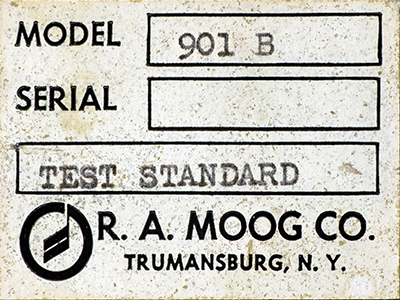 MODEL 901 B
SERIAL
TEST STANDARD
R. A. MOOG CO.
TRUMANSBURG, N. Y.